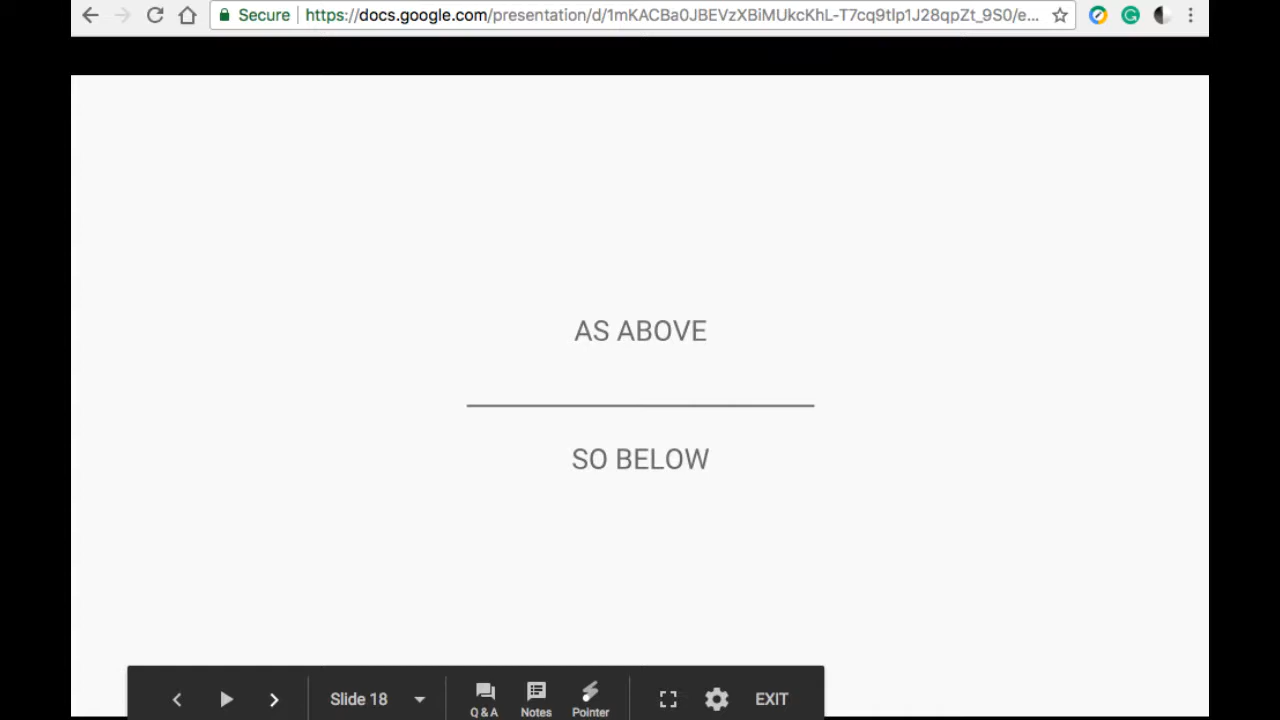 Secure https://docs.google.com/presentation/d/1mKACBa0JBEVzXBiMUkcKhL-T7cq9tlp1J28qpZt_9S0/e...
AS ABOVE
SO BELOW
Slide 18 Q & A Notes Pointer EXIT